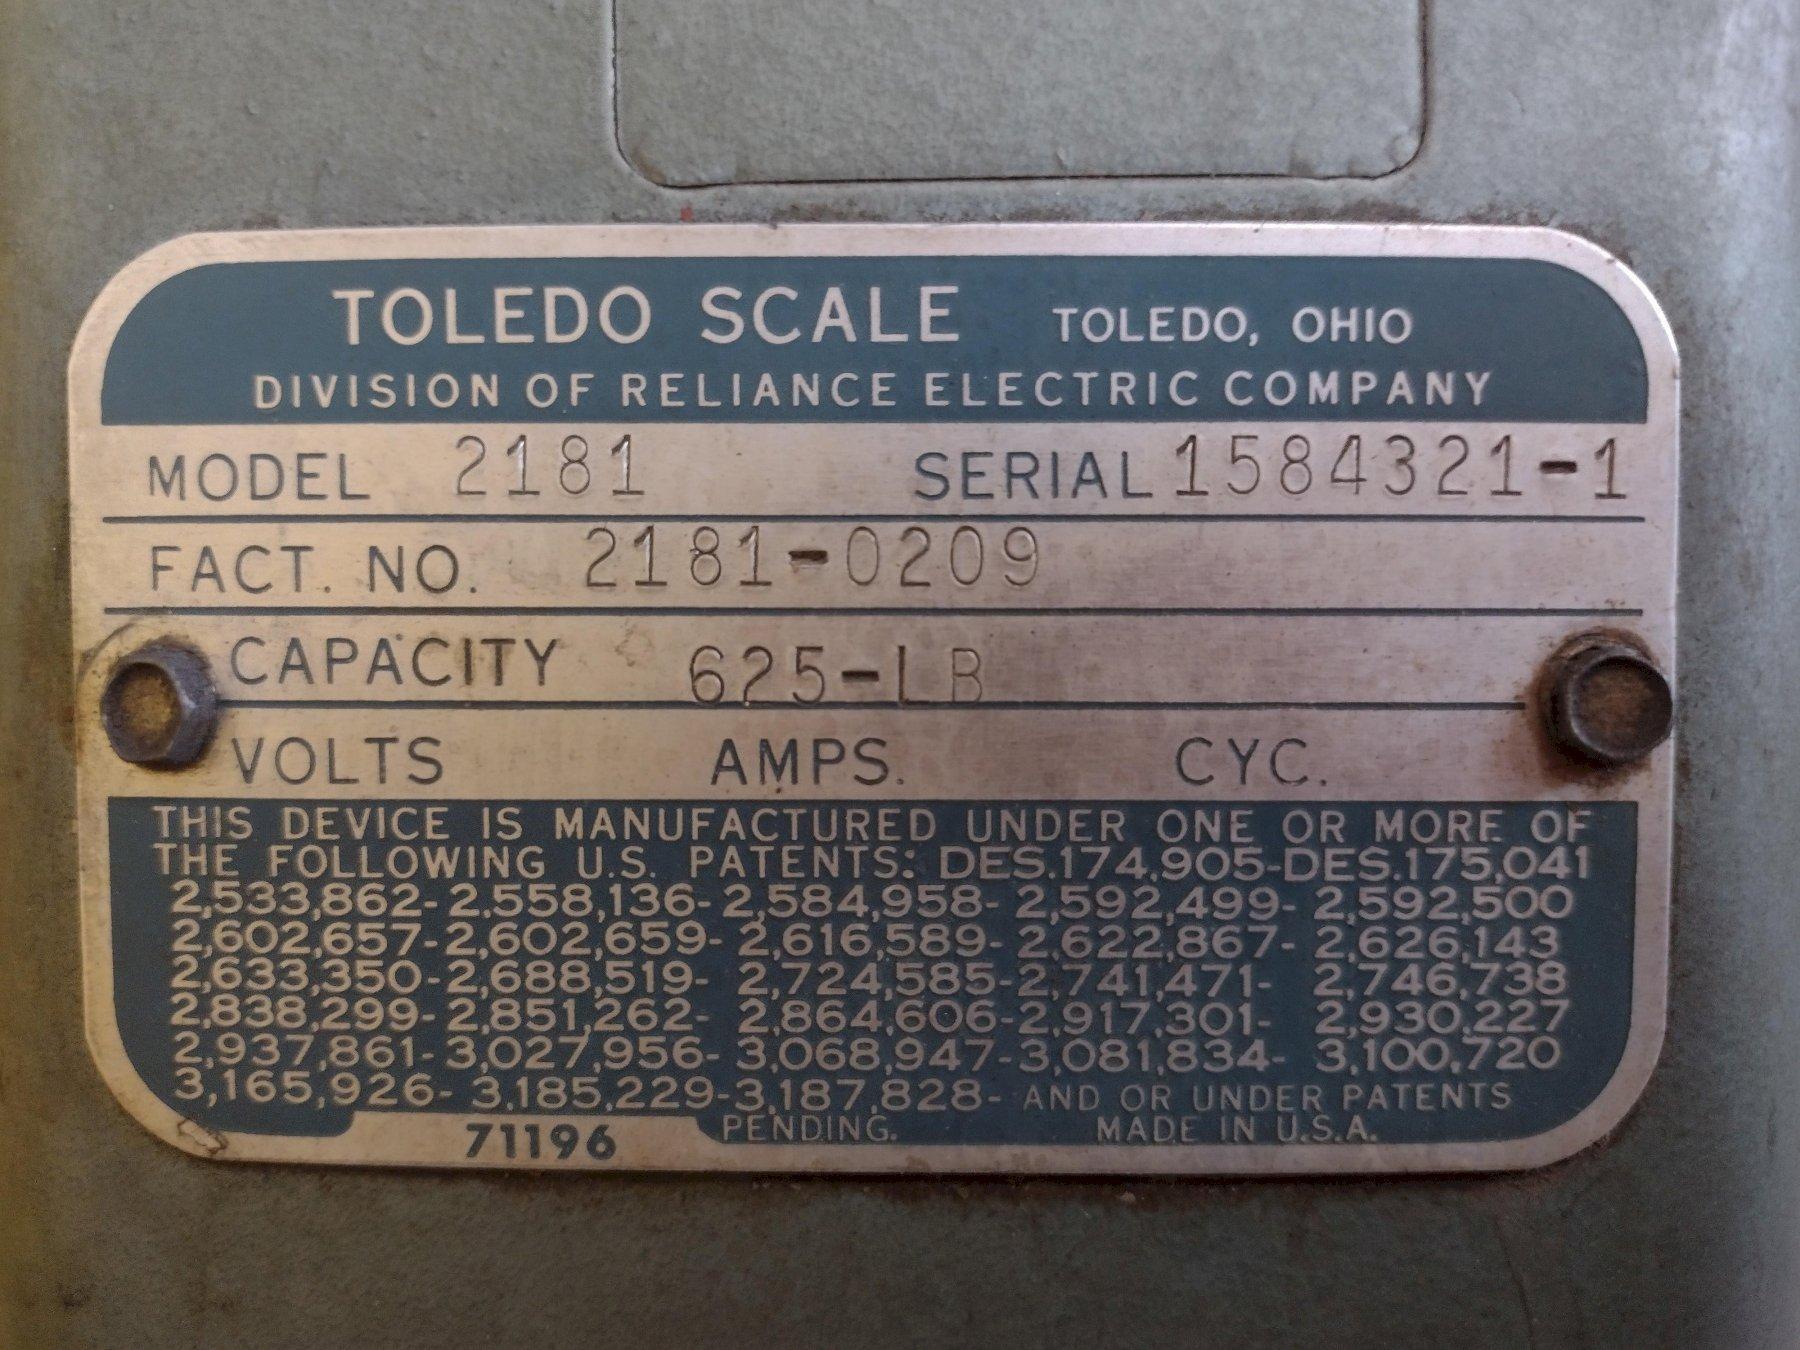 TOLEDO SCALE TOLEDO, OHIO
DIVISION OF RELIANCE ELECTRIC COMPANY
MODEL 2181 SERIAL 1584321-1
FACT. NO. 2181-0209
CAPACITY 625-LB
VOLTS AMPS. CYC.
THIS DEVICE IS MANUFACTURED UNDER ONE OR MORE OF
THE FOLLOWING U.S. PATENTS: DES.174,905-DES.175,041
2,533,862- 2,558,136- 2,584,958- 2,592,499- 2,592,500
2,602,657- 2,602,659- 2,616,589- 2,622,867- 2,626,143
2,633,350- 2,688,519- 2,724,585- 2,741,471- 2,746,738
2,838,299- 2,851,262- 2,864,606- 2,917,301- 2,930,227
2,937,861- 3,027,956- 3,068,947- 3,081,834- 3,100,720
3,165,926- 3,185,229- 3,187,828- AND OR UNDER PATENTS
71196 PENDING. MADE IN U.S.A.